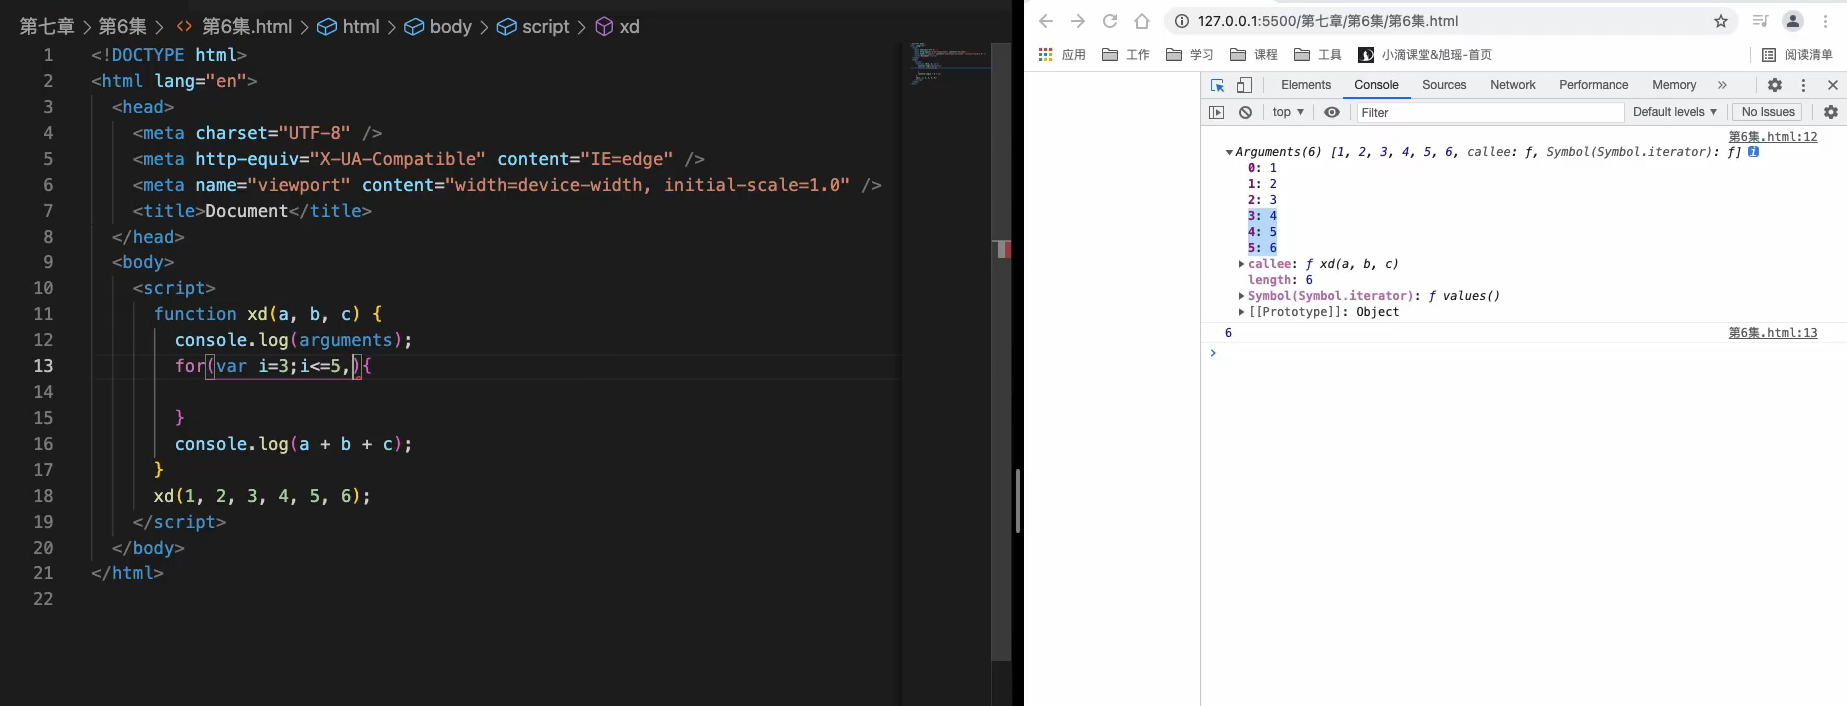 第七章 > 第6集 > <> 第6集.html > html > body > script > xd
1 <!DOCTYPE html>
2 <html lang="en">
3 <head>
4 <meta charset="UTF-8" />
5 <meta http-equiv="X-UA-Compatible" content="IE=edge" />
6 <meta name="viewport" content="width=device-width, initial-scale=1.0" />
7 <title>Document</title>
8 </head>
9 <body>
10 <script>
11 function xd(a, b, c) {
12 console.log(arguments);
13 for(var i=3;i<=5,){
14
15 }
16 console.log(a + b + c);
17 }
18 xd(1, 2, 3, 4, 5, 6);
19 </script>
20 </body>
21 </html>
22
127.0.0.1:5500/第七章/第6集/第6集.html
应用 工作 学习 课程 工具 小滴课堂&旭瑶-首页 阅读清单
Elements Console Sources Network Performance Memory »
top ▼ Filter Default levels ▼ No Issues
第6集.html:12
▼Arguments(6) [1, 2, 3, 4, 5, 6, callee: ƒ, Symbol(Symbol.iterator): ƒ] i
0: 1
1: 2
2: 3
3: 4
4: 5
5: 6
▶callee: ƒ xd(a, b, c)
length: 6
▶Symbol(Symbol.iterator): ƒ values()
▶[[Prototype]]: Object
6 第6集.html:13
>